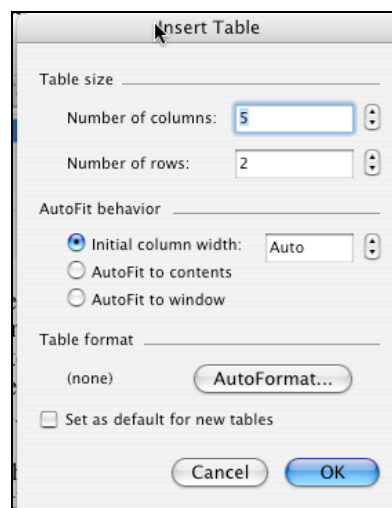 Insert Table
Table size
Number of columns: 5
Number of rows: 2
AutoFit behavior
Initial column width: Auto
AutoFit to contents
AutoFit to window
Table format
(none) AutoFormat...
Set as default for new tables
Cancel OK